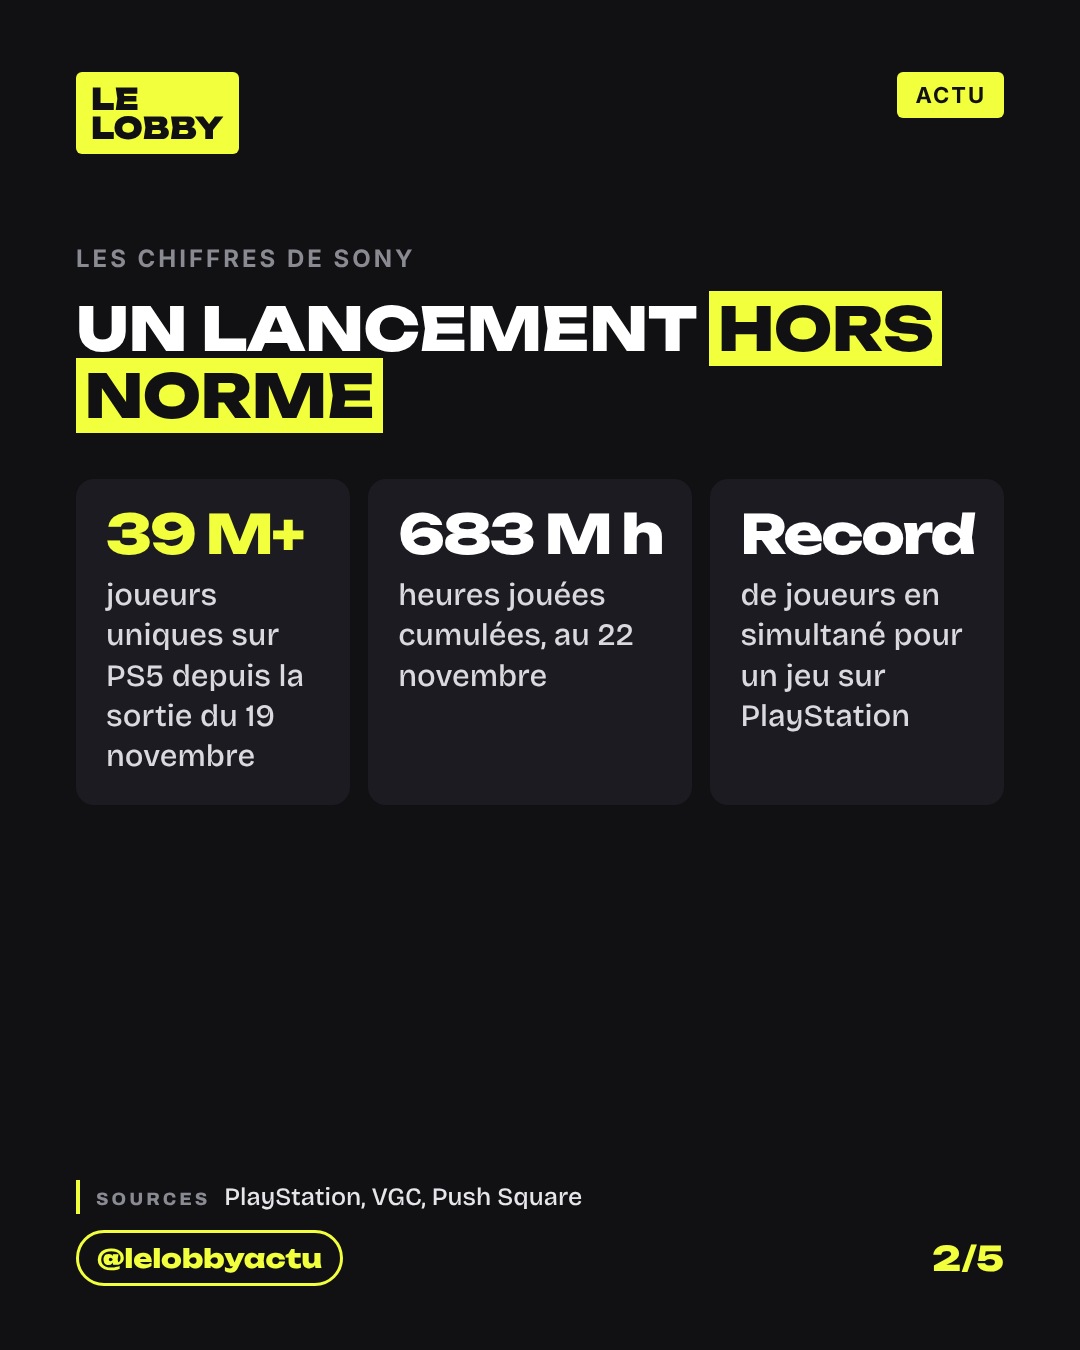 LE
LOBBY
ACTU
LES CHIFFRES DE SONY
UN LANCEMENT HORS
NORME
39 M+
joueurs
uniques sur
PS5 depuis la
sortie du 19
novembre
683 M h
heures jouées
cumulées, au 22
novembre
Record
de joueurs en
simultané pour
un jeu sur
PlayStation
SOURCES PlayStation, VGC, Push Square
@lelobbyactu
2/5